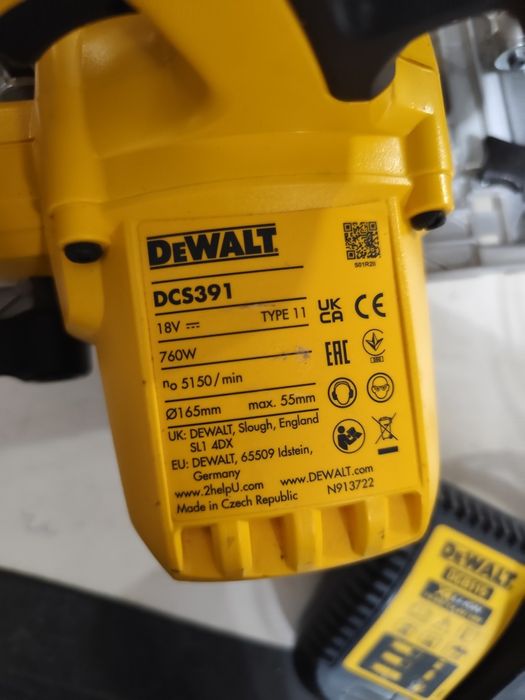 DEWALT
S01R2II
DCS391
18V TYPE 11
UK CA CE
760W
EAC
n₀ 5150/min
Ø165mm max. 55mm
UK: DEWALT, Slough, England
SL1 4DX
EU: DEWALT, 65509 Idstein,
Germany
www.2helpU.com www.DEWALT.com
Made in Czech Republic N913722
DEWALT